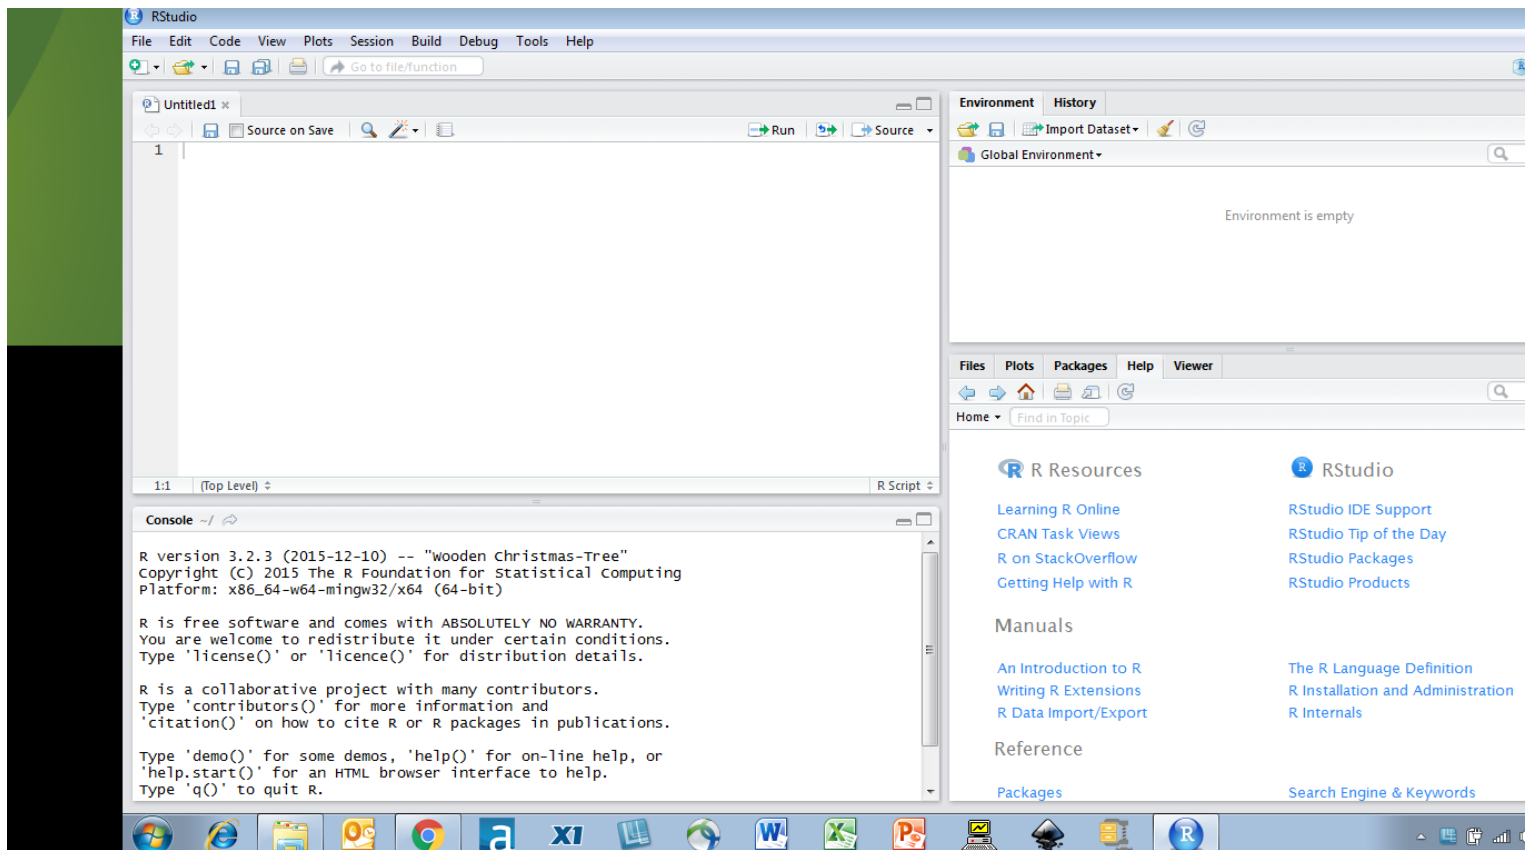 RStudio
File Edit Code View Plots Session Build Debug Tools Help
Go to file/function
Untitled1
Source on Save
Run
Source
1
1:1 (Top Level)
R Script
Console ~/
R version 3.2.3 (2015-12-10) -- "Wooden Christmas-Tree"
Copyright (C) 2015 The R Foundation for Statistical Computing
Platform: x86_64-w64-mingw32/x64 (64-bit)
R is free software and comes with ABSOLUTELY NO WARRANTY.
You are welcome to redistribute it under certain conditions.
Type 'license()' or 'licence()' for distribution details.
R is a collaborative project with many contributors.
Type 'contributors()' for more information and
'citation()' on how to cite R or R packages in publications.
Type 'demo()' for some demos, 'help()' for on-line help, or
'help.start()' for an HTML browser interface to help.
Type 'q()' to quit R.
Environment History
Import Dataset
Global Environment
Environment is empty
Files Plots Packages Help Viewer
Home Find in Topic
R Resources
Learning R Online
CRAN Task Views
R on StackOverflow
Getting Help with R
RStudio
RStudio IDE Support
RStudio Tip of the Day
RStudio Packages
RStudio Products
Manuals
An Introduction to R
Writing R Extensions
R Data Import/Export
The R Language Definition
R Installation and Administration
R Internals
Reference
Packages
Search Engine & Keywords